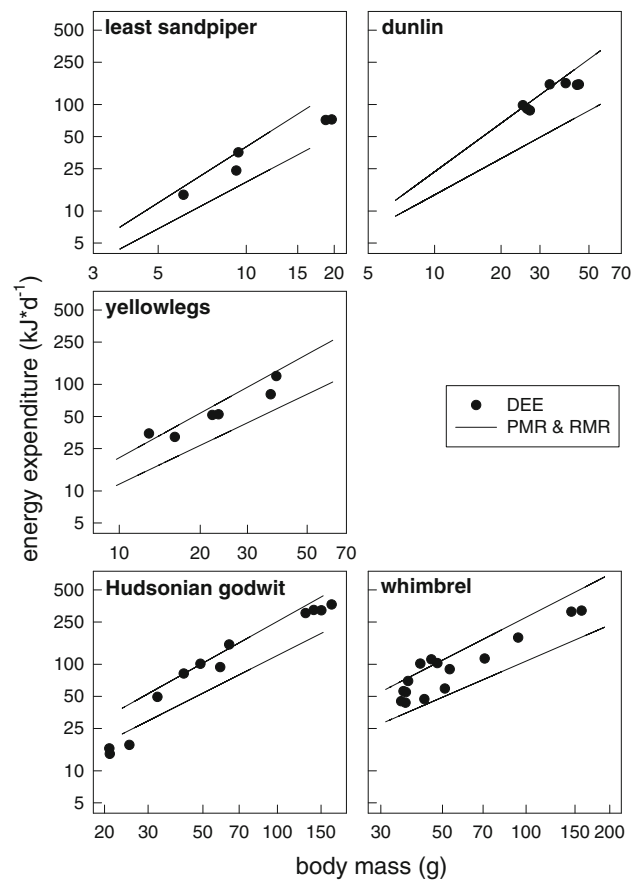 least sandpiper
dunlin
500
250
100
50
25
10
5
3 5 10 15 20
5 10 20 30 50 70
yellowlegs
500
250
100
50
25
10
5
10 20 30 50 70
DEE
PMR & RMR
energy expenditure (kJ*d-1)
Hudsonian godwit
whimbrel
500
250
100
50
25
10
5
20 30 50 70 100 150
30 50 70 100 150 200
body mass (g)